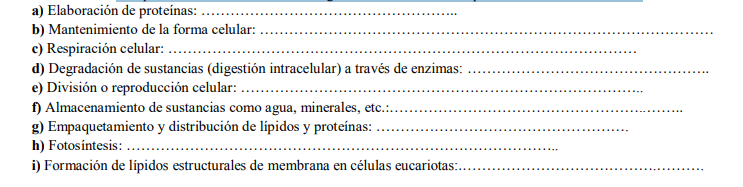 a) Elaboración de proteínas: ………………………………………………..
b) Mantenimiento de la forma celular: ……………………………………………………………………………………
c) Respiración celular: ……………………………………………………………………………………
d) Degradación de sustancias (digestión intracelular) a través de enzimas: …………………………………………..
e) División o reproducción celular: ………………………………………………………………………..
f) Almacenamiento de sustancias como agua, minerales, etc.:……………………………………………..……..
g) Empaquetamiento y distribución de lípidos y proteínas: …………………………………………….
h) Fotosíntesis: ……………………………………………………………………………..
i) Formación de lípidos estructurales de membrana en células eucariotas:………………………………….……….